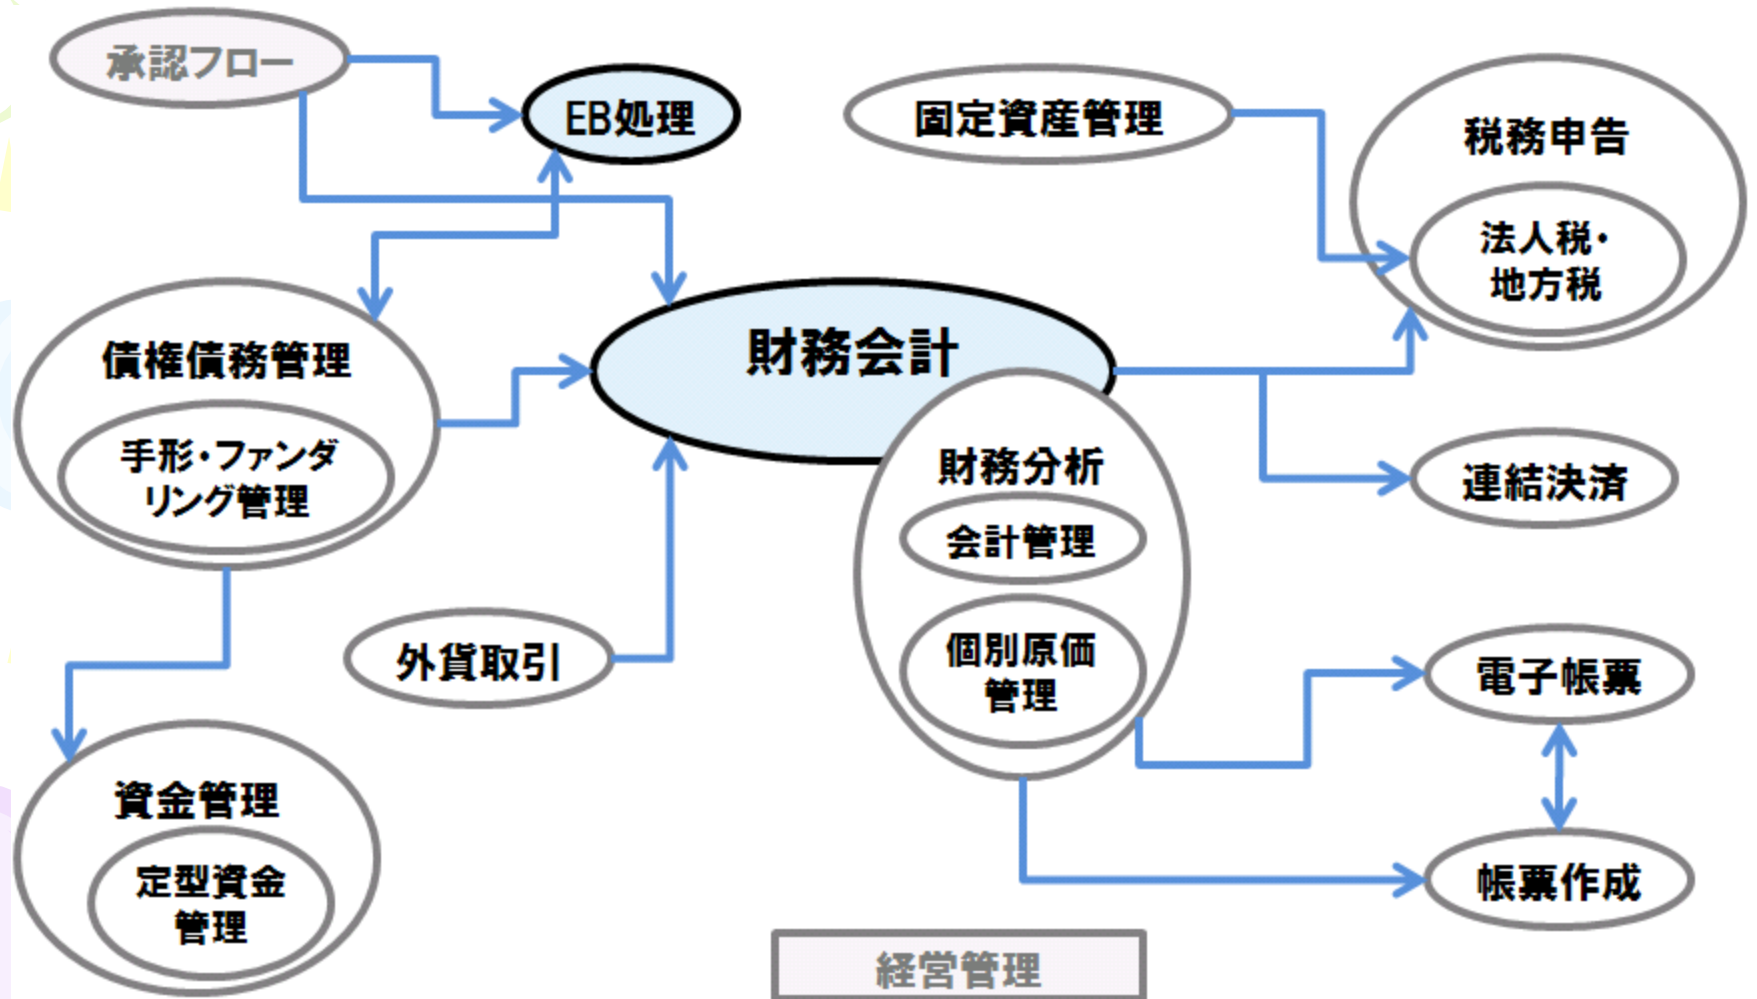 承認フロー
EB処理
固定資産管理
税務申告
法人税・
地方税
債権債務管理
手形・ファンダ
リング管理
財務会計
財務分析
会計管理
個別原価
管理
連結決済
外貨取引
電子帳票
資金管理
定型資金
管理
帳票作成
経営管理